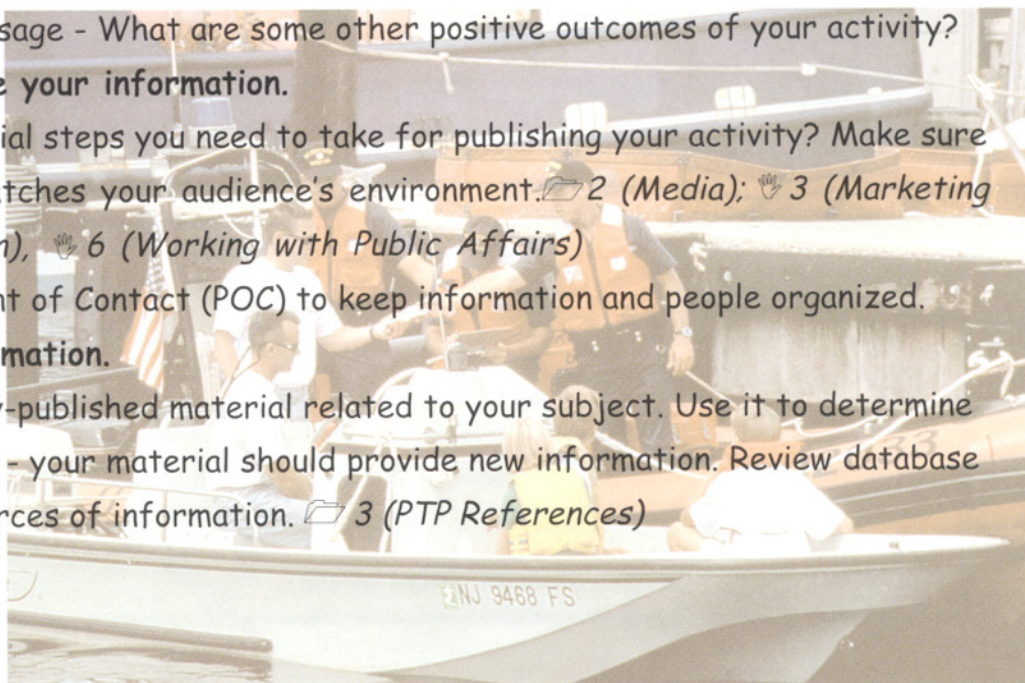 sage - What are some other positive outcomes of your activity?
e your information.
ial steps you need to take for publishing your activity? Make sure
tches your audience's environment. 2 (Media); 3 (Marketing
n), 6 (Working with Public Affairs)
nt of Contact (POC) to keep information and people organized.
mation.
y-published material related to your subject. Use it to determine
- your material should provide new information. Review database
rces of information. 3 (PTP References)
NJ 9468 FS